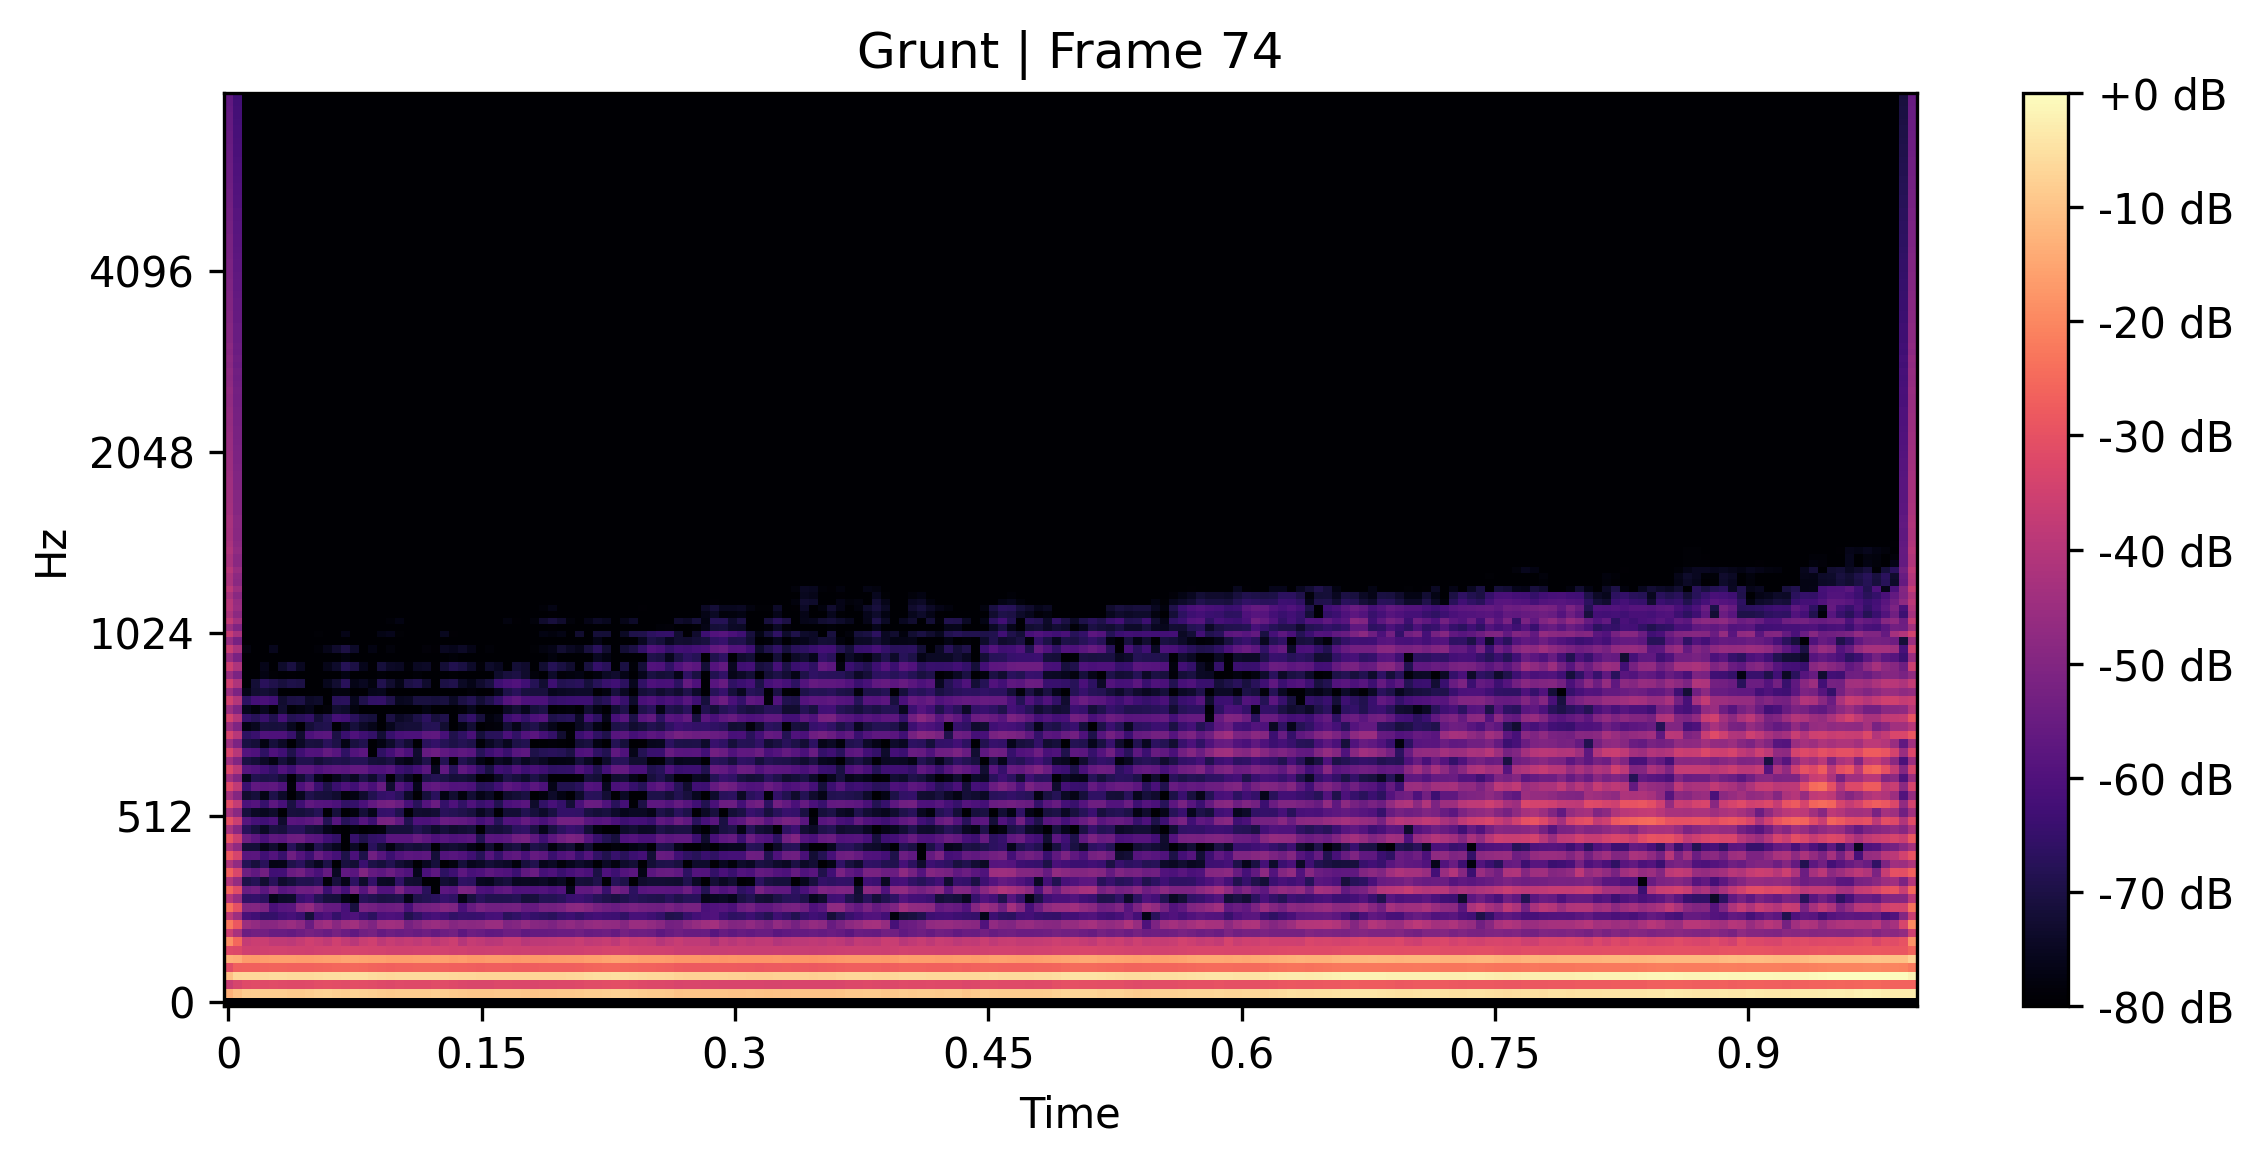 Grunt | Frame 74
Hz
4096
2048
1024
512
0
0
0.15
0.3
0.45
0.6
0.75
0.9
Time
+0 dB
-10 dB
-20 dB
-30 dB
-40 dB
-50 dB
-60 dB
-70 dB
-80 dB